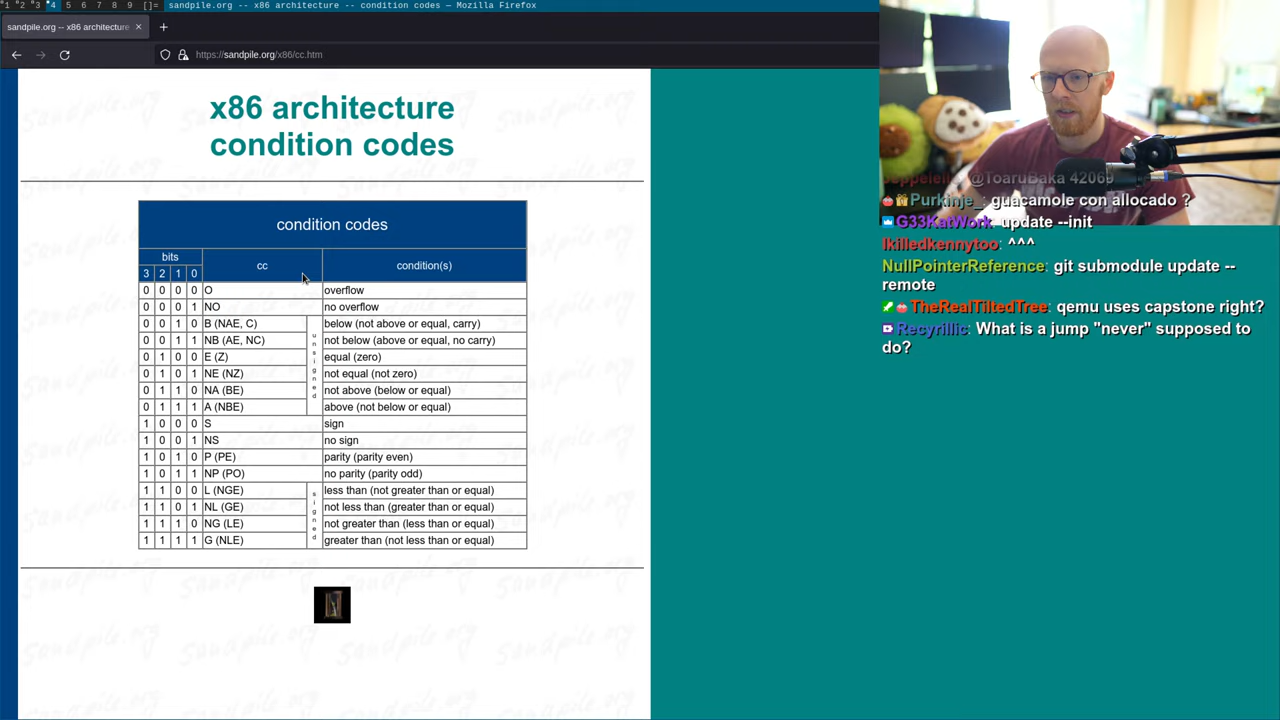 1 2 3 4 5 6 7 8 9 []= sandpile.org -- x86 architecture -- condition codes — Mozilla Firefox
sandpile.org -- x86 architecture
https://sandpile.org/x86/cc.htm
x86 architecture
condition codes
condition codes
bits cc condition(s)
3 2 1 0
0 0 0 0 O overflow
0 0 0 1 NO no overflow
0 0 1 0 B (NAE, C) below (not above or equal, carry)
0 0 1 1 NB (AE, NC) not below (above or equal, no carry)
0 1 0 0 E (Z) equal (zero)
0 1 0 1 NE (NZ) not equal (not zero)
0 1 1 0 NA (BE) not above (below or equal)
0 1 1 1 A (NBE) above (not below or equal)
unsigned
1 0 0 0 S sign
1 0 0 1 NS no sign
1 0 1 0 P (PE) parity (parity even)
1 0 1 1 NP (PO) no parity (parity odd)
1 1 0 0 L (NGE) less than (not greater than or equal)
1 1 0 1 NL (GE) not less than (greater than or equal)
1 1 1 0 NG (LE) not greater than (less than or equal)
1 1 1 1 G (NLE) greater than (not less than or equal)
signed
@ToaruBaka 42069
Purkinje_: guacamole con allocado ?
G33KatWork: update --init
Ikilledkennytoo: ^^^
NullPointerReference: git submodule update --
remote
TheRealTiltedTree: qemu uses capstone right?
Recyrillic: What is a jump "never" supposed to
do?